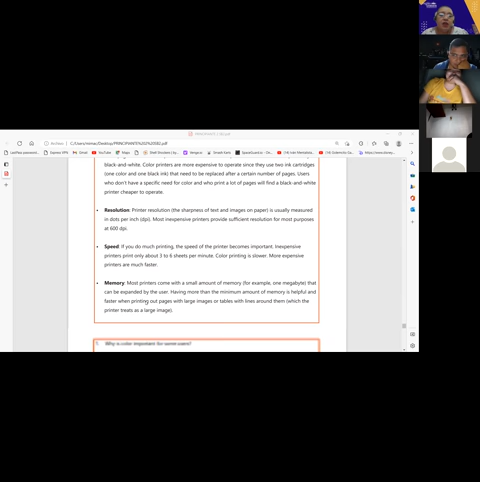 C:/Users/
PRINCIPIANTE%20
Gmail
YouTube
black-and-white. Color printers are more expensive to operate since they use two ink cartridges
(one color and one black ink) that need to be replaced after a certain number of pages. Users
who don't have a specific need for color and who print a lot of pages will find a black-and-white
printer cheaper to operate.
• Resolution: Printer resolution (the sharpness of text and images on paper) is usually measured
in dots per inch (dpi). Most inexpensive printers provide sufficient resolution for most purposes
at 600 dpi.
• Speed: If you do much printing, the speed of the printer becomes important. Inexpensive
printers print only about 3 to 6 sheets per minute. Color printing is slower. More expensive
printers are much faster.
• Memory: Most printers come with a small amount of memory (for example, one megabyte) that
can be expanded by the user. Having more than the minimum amount of memory is helpful and
faster when printing out pages with large images or tables with lines around them (which the
printer treats as a large image).
Why is color important for some users?